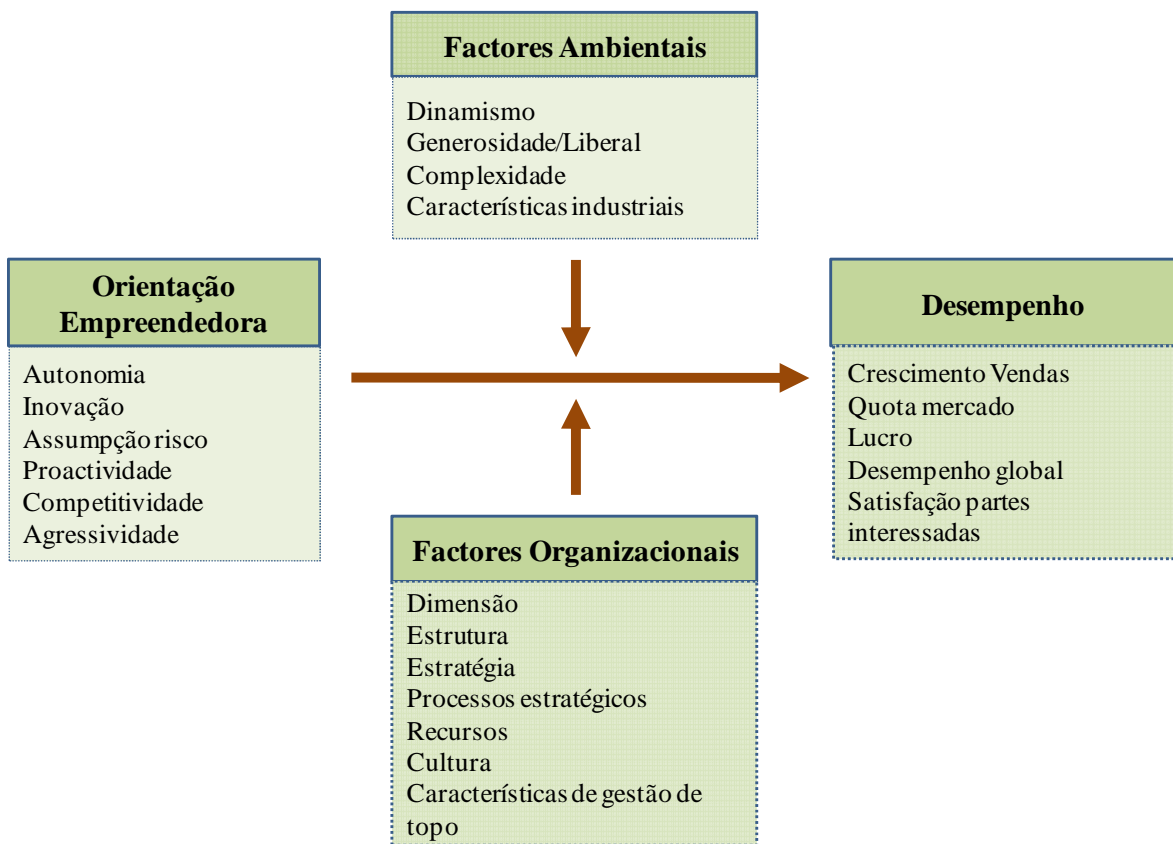 Factores Ambientais
Dinamismo
Generosidade/Liberal
Complexidade
Características industriais
Orientação
Empreendedora
Autonomia
Inovação
Assumpção risco
Proactividade
Competitividade
Agressividade
Desempenho
Crescimento Vendas
Quota mercado
Lucro
Desempenho global
Satisfação partes
interessadas
Factores Organizacionais
Dimensão
Estrutura
Estratégia
Processos estratégicos
Recursos
Cultura
Características de gestão de
topo